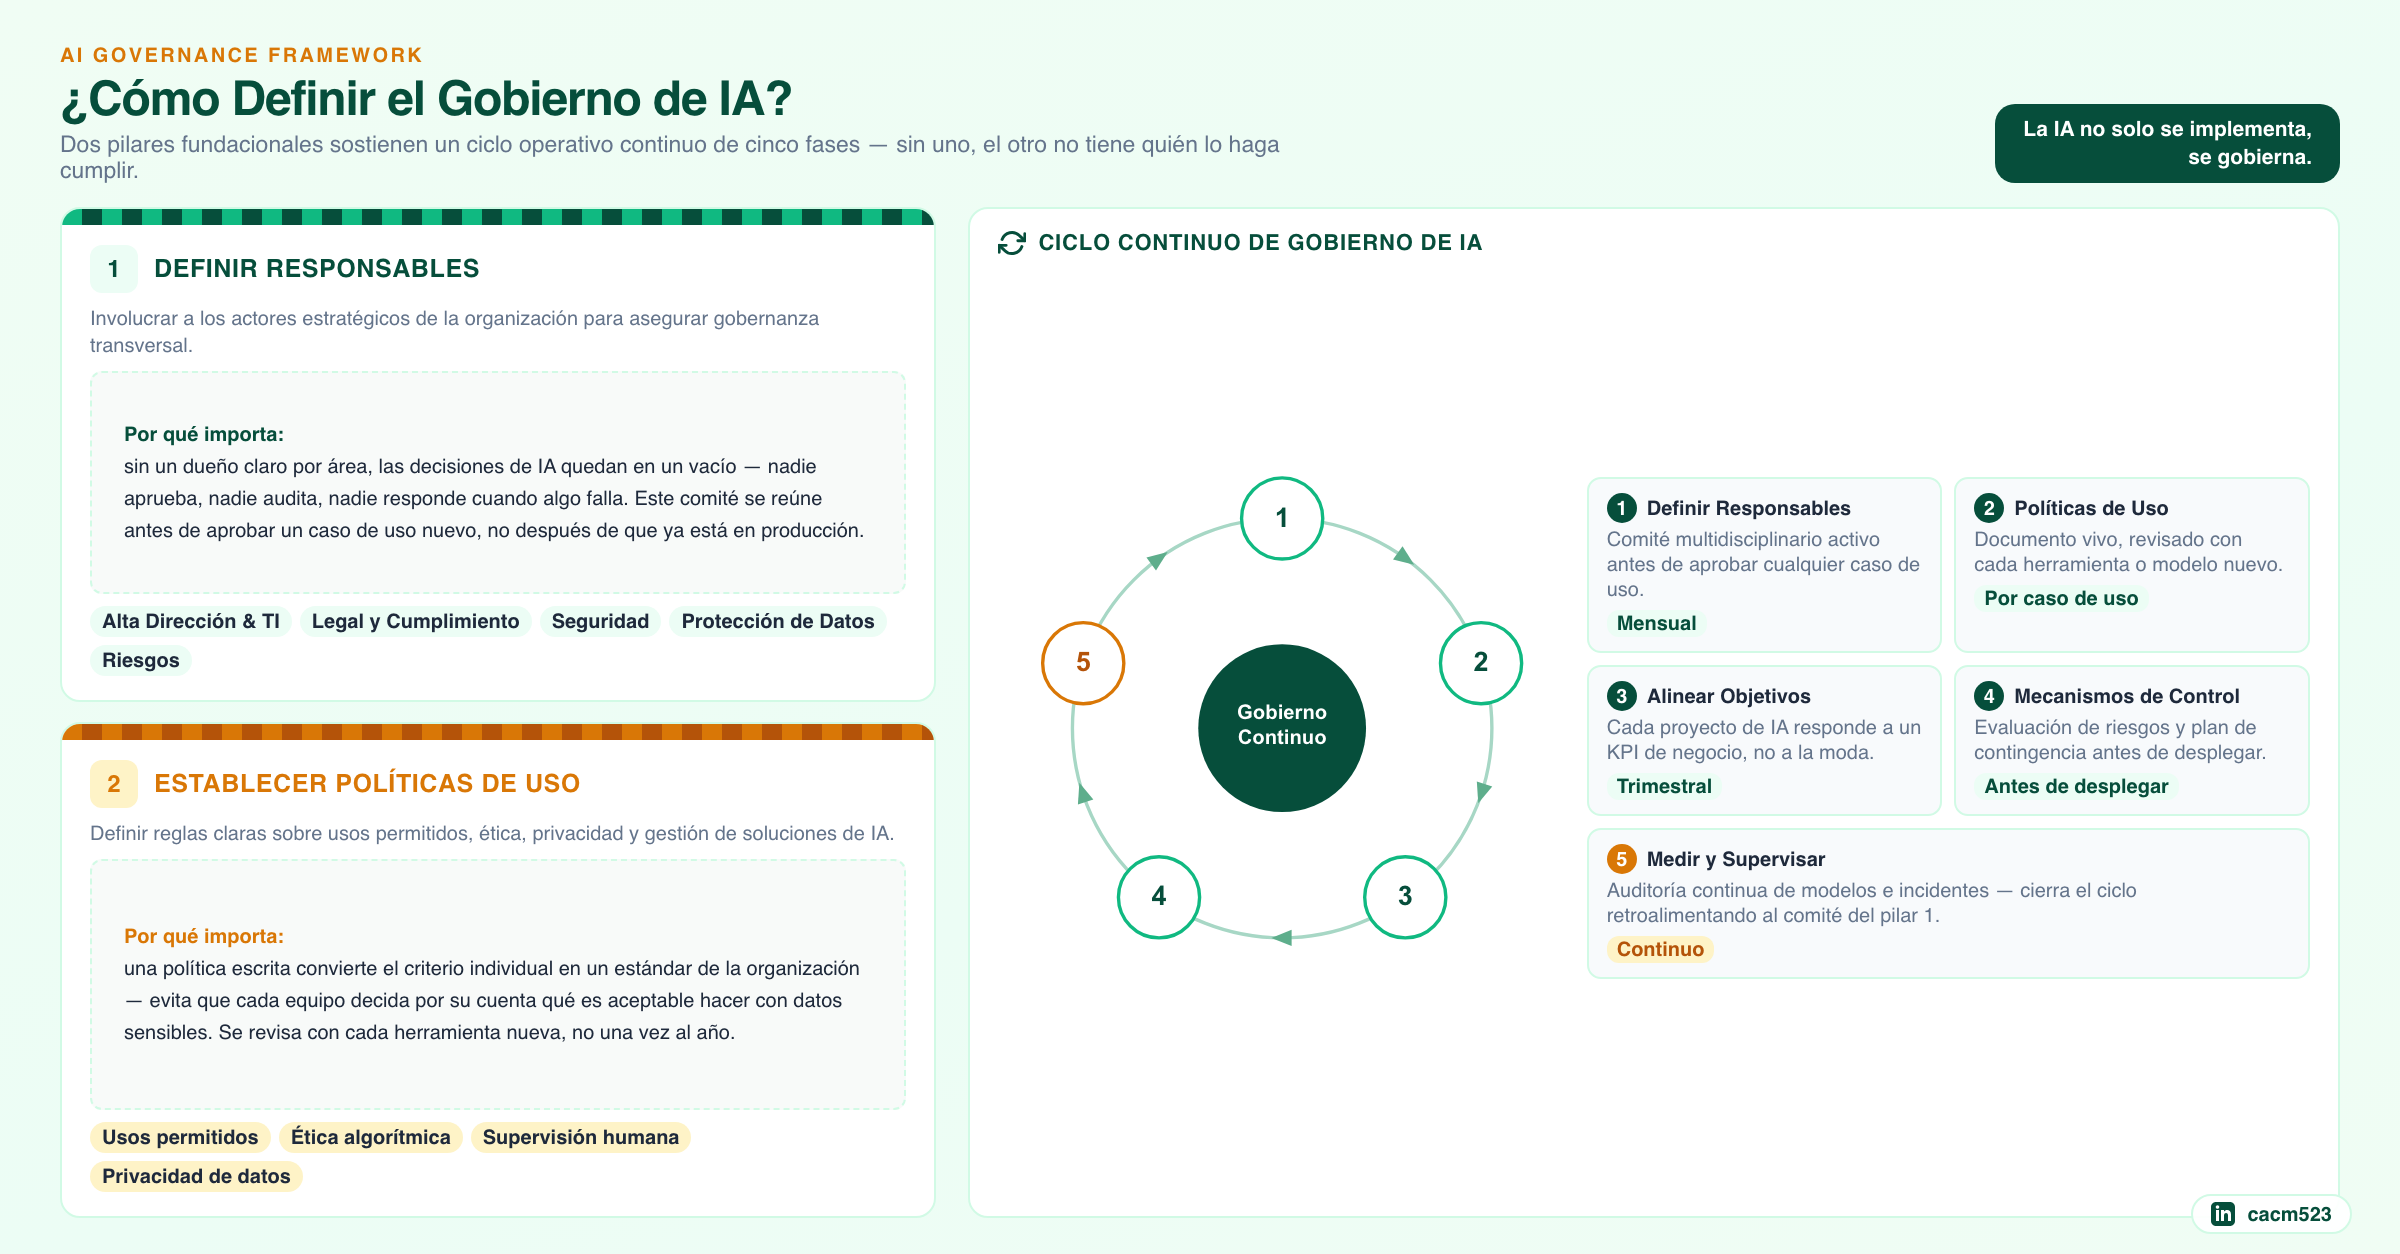 AI GOVERNANCE FRAMEWORK
¿Cómo Definir el Gobierno de IA?
Dos pilares fundacionales sostienen un ciclo operativo continuo de cinco fases — sin uno, el otro no tiene quién lo haga
cumplir.
La IA no solo se implementa,
se gobierna.
1 DEFINIR RESPONSABLES
Involucrar a los actores estratégicos de la organización para asegurar gobernanza
transversal.
Por qué importa:
sin un dueño claro por área, las decisiones de IA quedan en un vacío — nadie
aprueba, nadie audita, nadie responde cuando algo falla. Este comité se reúne
antes de aprobar un caso de uso nuevo, no después de que ya está en producción.
Alta Dirección & TI Legal y Cumplimiento Seguridad Protección de Datos
Riesgos
2 ESTABLECER POLÍTICAS DE USO
Definir reglas claras sobre usos permitidos, ética, privacidad y gestión de soluciones de IA.
Por qué importa:
una política escrita convierte el criterio individual en un estándar de la organización
— evita que cada equipo decida por su cuenta qué es aceptable hacer con datos
sensibles. Se revisa con cada herramienta nueva, no una vez al año.
Usos permitidos Ética algorítmica Supervisión humana
Privacidad de datos
CICLO CONTINUO DE GOBIERNO DE IA
1
2
3
4
5
Gobierno
Continuo
1 Definir Responsables
Comité multidisciplinario activo
antes de aprobar cualquier caso de
uso.
Mensual
2 Políticas de Uso
Documento vivo, revisado con
cada herramienta o modelo nuevo.
Por caso de uso
3 Alinear Objetivos
Cada proyecto de IA responde a un
KPI de negocio, no a la moda.
Trimestral
4 Mecanismos de Control
Evaluación de riesgos y plan de
contingencia antes de desplegar.
Antes de desplegar
5 Medir y Supervisar
Auditoría continua de modelos e incidentes — cierra el ciclo
retroalimentando al comité del pilar 1.
Continuo
in cacm523